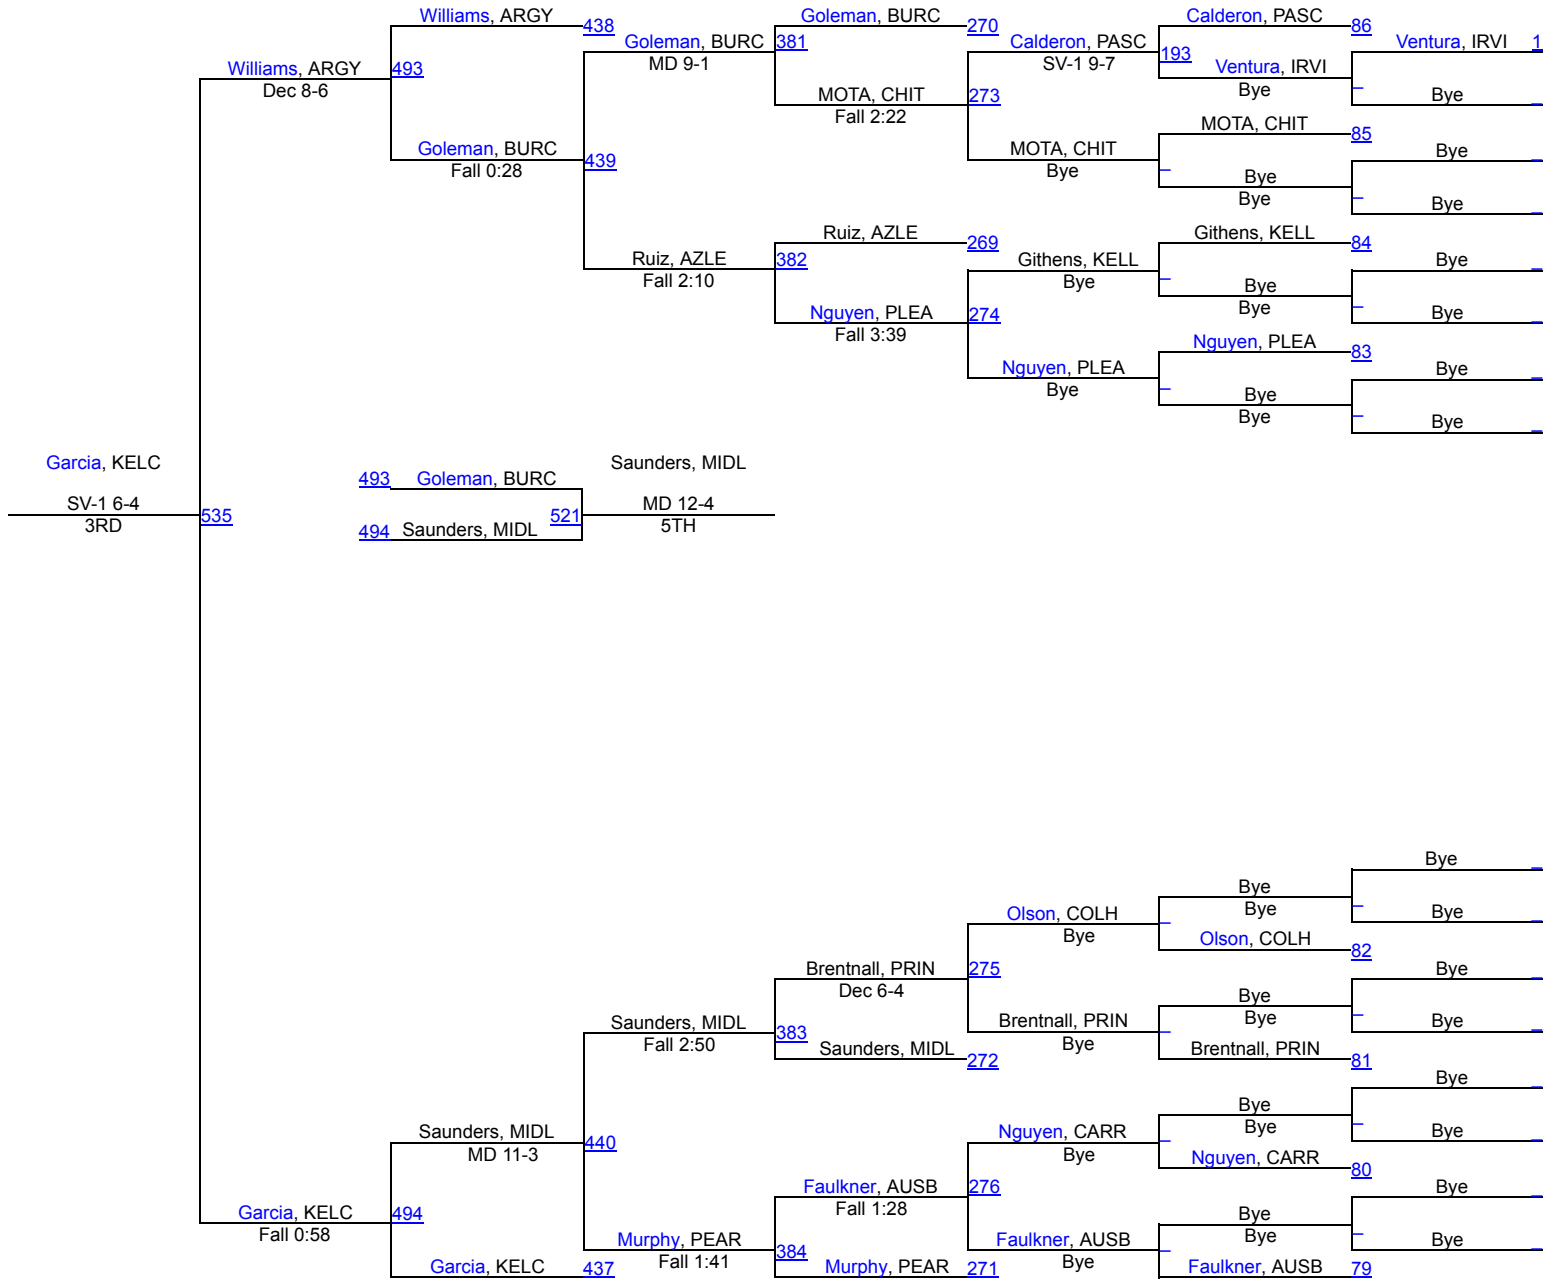 Williams, ARGY
438
Goleman, BURC
270
Calderon, PASC
86
Goleman, BURC
381
MD 9-1
Calderon, PASC
SV-1 9-7
193
Ventura, IRVI
1
Williams, ARGY
Dec 8-6
493
Ventura, IRVI
Bye
MOTA, CHIT
Fall 2:22
273
Bye
MOTA, CHIT
85
Goleman, BURC
Fall 0:28
439
MOTA, CHIT
Bye
Bye
Bye
Bye
Bye
Ruiz, AZLE
269
Githens, KELL
84
Ruiz, AZLE
Fall 2:10
382
Githens, KELL
Bye
Bye
Bye
Bye
Nguyen, PLEA
Fall 3:39
274
Bye
Nguyen, PLEA
83
Nguyen, PLEA
Bye
Bye
Bye
Bye
Bye
Garcia, KELC
SV-1 6-4
3RD
535
493 Goleman, BURC
494 Saunders, MIDL
521
Saunders, MIDL
MD 12-4
5TH
Bye
Bye
Bye
Bye
Olson, COLH
Bye
Olson, COLH
82
Brentnall, PRIN
Dec 6-4
275
Bye
Bye
Bye
Bye
Saunders, MIDL
Fall 2:50
383
Brentnall, PRIN
Bye
Saunders, MIDL
272
Brentnall, PRIN
81
Bye
Bye
Bye
Bye
Saunders, MIDL
MD 11-3
440
Nguyen, CARR
Bye
Nguyen, CARR
80
Faulkner, AUSB
Fall 1:28
276
Bye
Garcia, KELC
Fall 0:58
494
Bye
Bye
Bye
Murphy, PEAR
Fall 1:41
384
Faulkner, AUSB
Bye
Garcia, KELC
437
Murphy, PEAR
271
Faulkner, AUSB
79